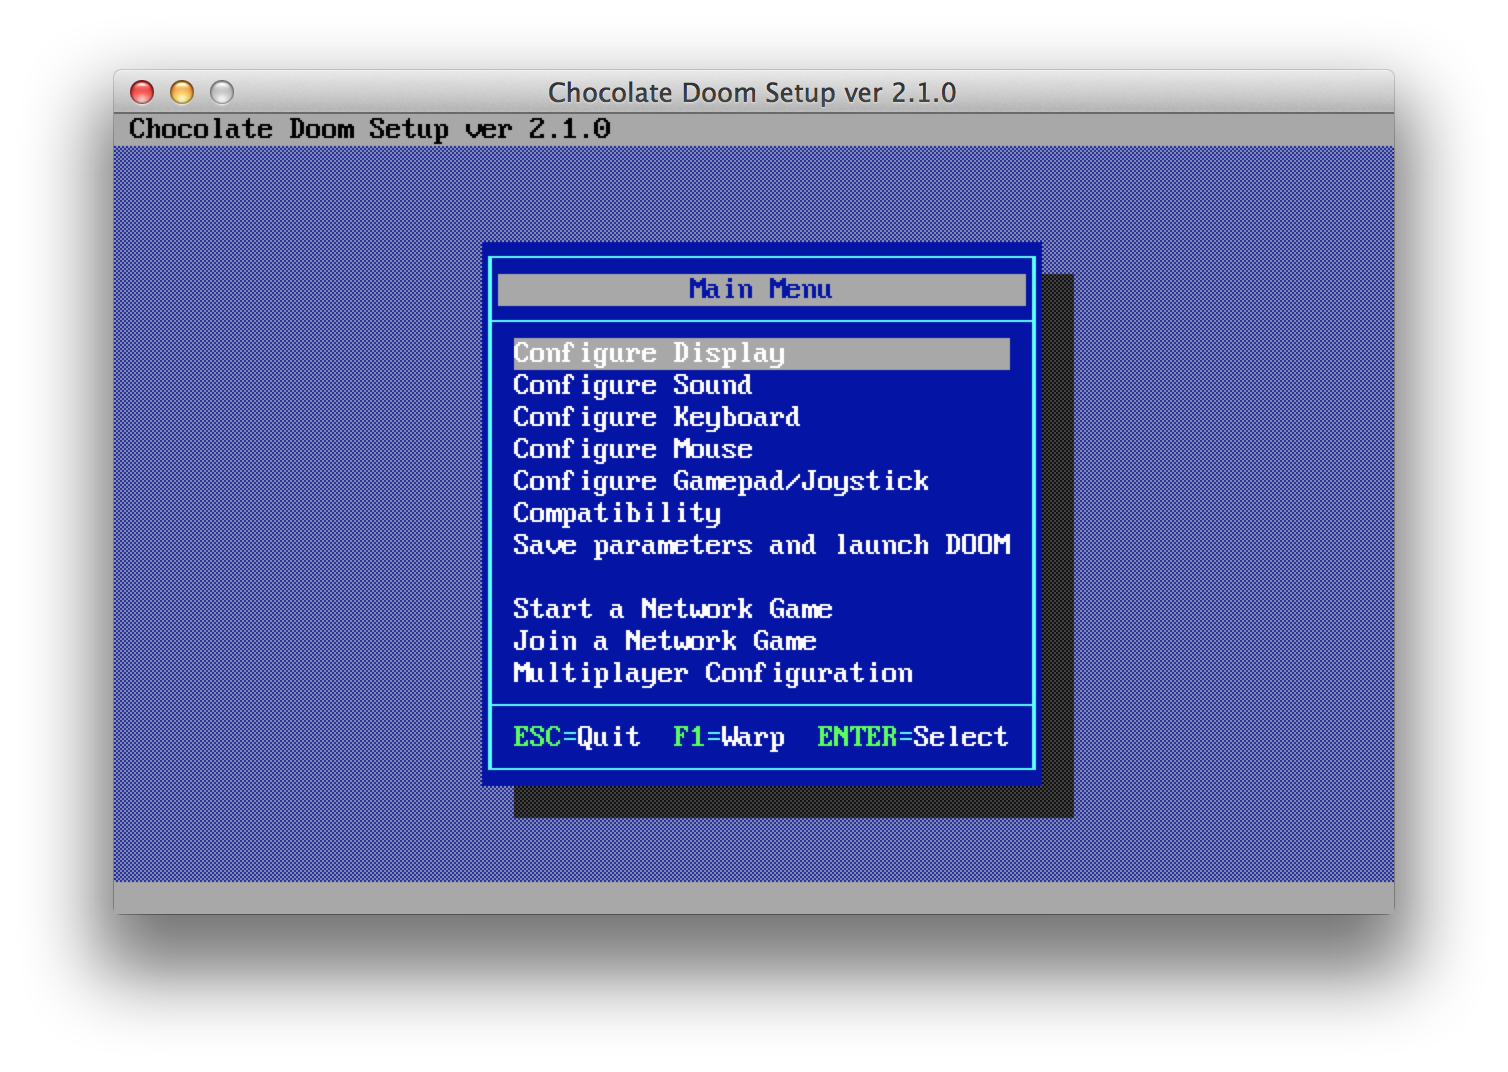 Chocolate Doom Setup ver 2.1.0
Chocolate Doom Setup ver 2.1.0
Main Menu
Configure Display
Configure Sound
Configure Keyboard
Configure Mouse
Configure Gamepad/Joystick
Compatibility
Save parameters and launch DOOM
Start a Network Game
Join a Network Game
Multiplayer Configuration
ESC=Quit F1=Warp ENTER=Select